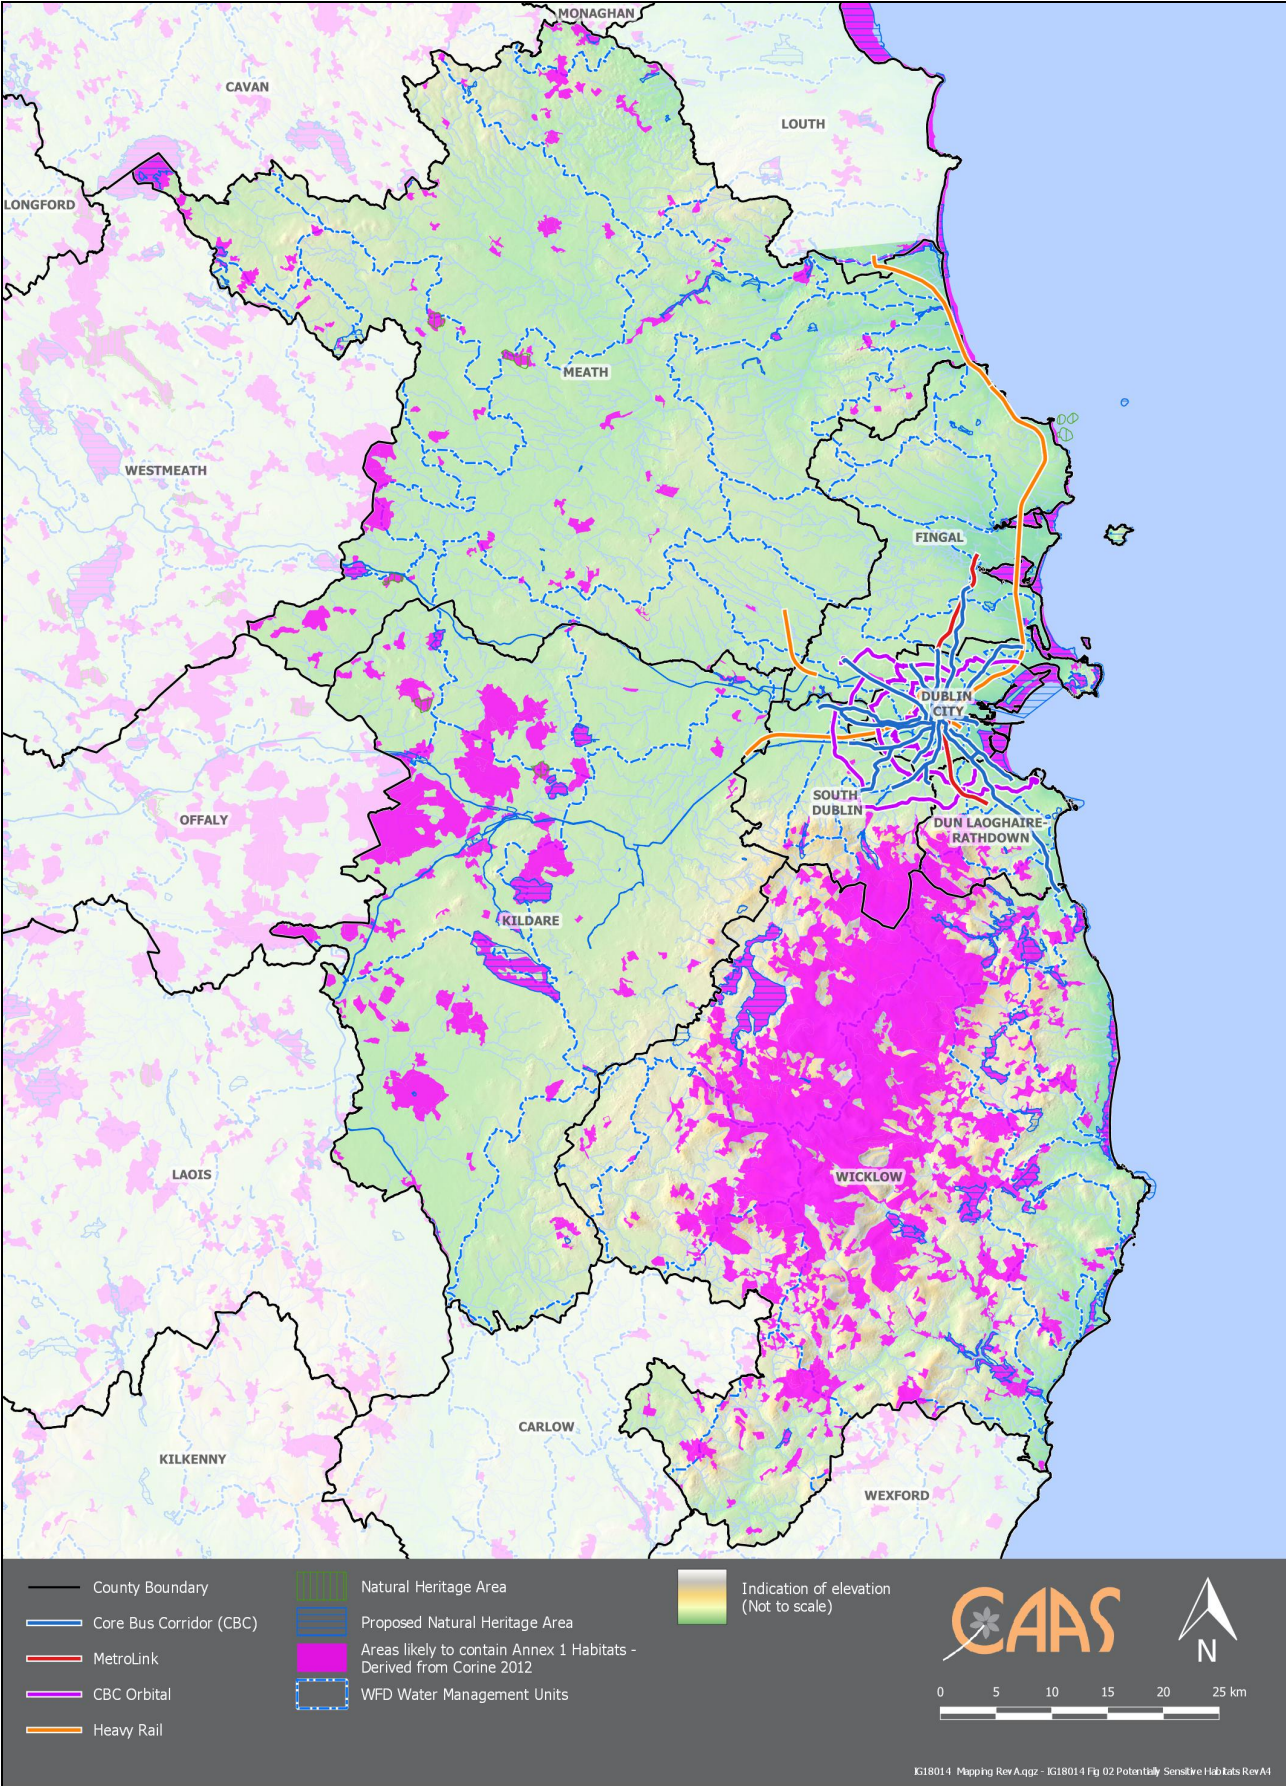 MONAGHAN
CAVAN
LOUTH
LONGFORD
MEATH
WESTMEATH
FINGAL
DUBLIN
CITY
SOUTH
DUBLIN
DUN LAOGHAIRE-
RATHDOWN
OFFALY
KILDARE
LAOIS
WICKLOW
CARLOW
KILKENNY
WEXFORD
County Boundary
Core Bus Corridor (CBC)
MetroLink
CBC Orbital
Heavy Rail
Natural Heritage Area
Proposed Natural Heritage Area
Areas likely to contain Annex 1 Habitats -
Derived from Corine 2012
WFD Water Management Units
Indication of elevation
(Not to scale)
CAAS
N
0 5 10 15 20 25 km
IG18014 Mapping RevA.qgz - IG18014 Fig 02 Potentially Sensitive Habitats RevA4